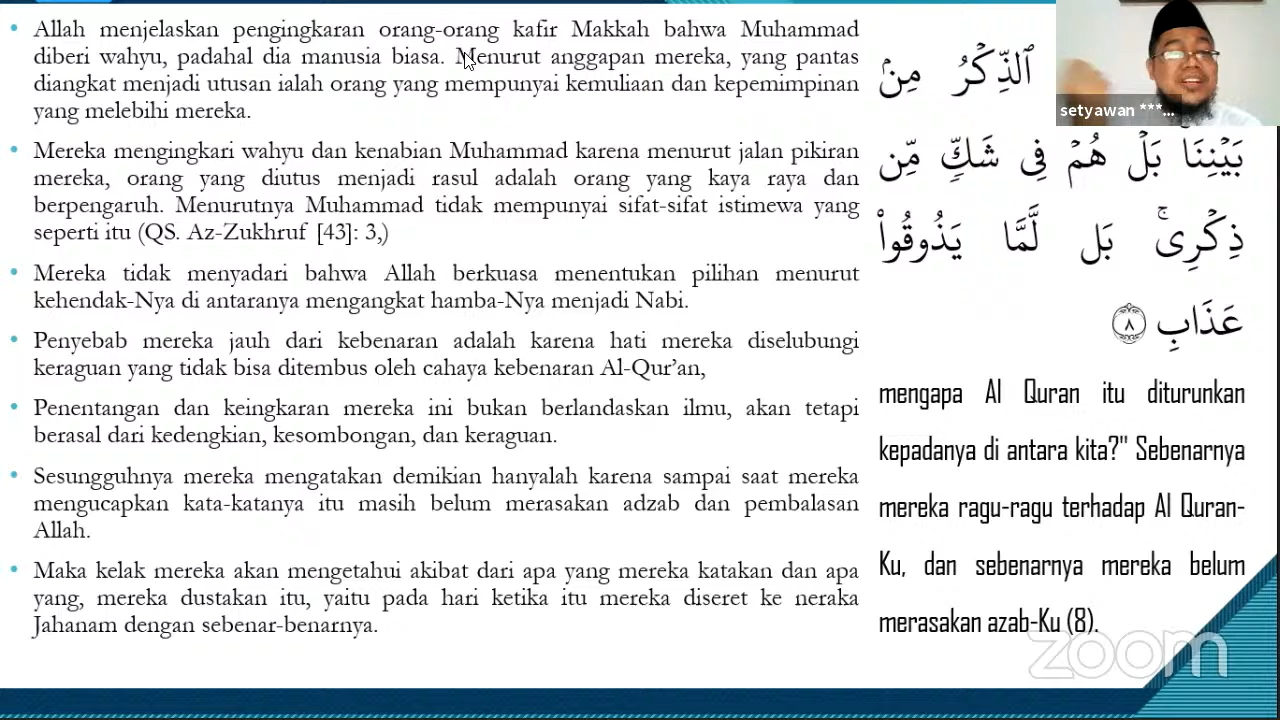 • Allah menjelaskan pengingkaran orang-orang kafir Makkah bahwa Muhammad
diberi wahyu, padahal dia manusia biasa. Menurut anggapan mereka, yang pantas
diangkat menjadi utusan ialah orang yang mempunyai kemuliaan dan kepemimpinan
yang melebihi mereka.
• Mereka mengingkari wahyu dan kenabian Muhammad karena menurut jalan pikiran
mereka, orang yang diutus menjadi rasul adalah orang yang kaya raya dan
berpengaruh. Menurutnya Muhammad tidak mempunyai sifat-sifat istimewa yang
seperti itu (QS. Az-Zukhruf [43]: 3,)
• Mereka tidak menyadari bahwa Allah berkuasa menentukan pilihan menurut
kehendak-Nya di antaranya mengangkat hamba-Nya menjadi Nabi.
• Penyebab mereka jauh dari kebenaran adalah karena hati mereka diselubungi
keraguan yang tidak bisa ditembus oleh cahaya kebenaran Al-Qur’an,
• Penentangan dan keingkaran mereka ini bukan berlandaskan ilmu, akan tetapi
berasal dari kedengkian, kesombongan, dan keraguan.
• Sesungguhnya mereka mengatakan demikian hanyalah karena sampai saat mereka
mengucapkan kata-katanya itu masih belum merasakan adzab dan pembalasan
Allah.
• Maka kelak mereka akan mengetahui akibat dari apa yang mereka katakan dan apa
yang, mereka dustakan itu, yaitu pada hari ketika itu mereka diseret ke neraka
Jahanam dengan sebenar-benarnya.
ٱلذِّكْرُ مِنۢ
بَيْنِنَاۚ بَلْ هُمْ فِى شَكٍّۢ مِّن
ذِكْرِىۚ بَل لَّمَّا يَذُوقُوا۟
عَذَابِ ٨
mengapa Al Quran itu diturunkan
kepadanya di antara kita?" Sebenarnya
mereka ragu-ragu terhadap Al Quran-
Ku, dan sebenarnya mereka belum
merasakan azab-Ku (8).
setyawan ***...
zoom